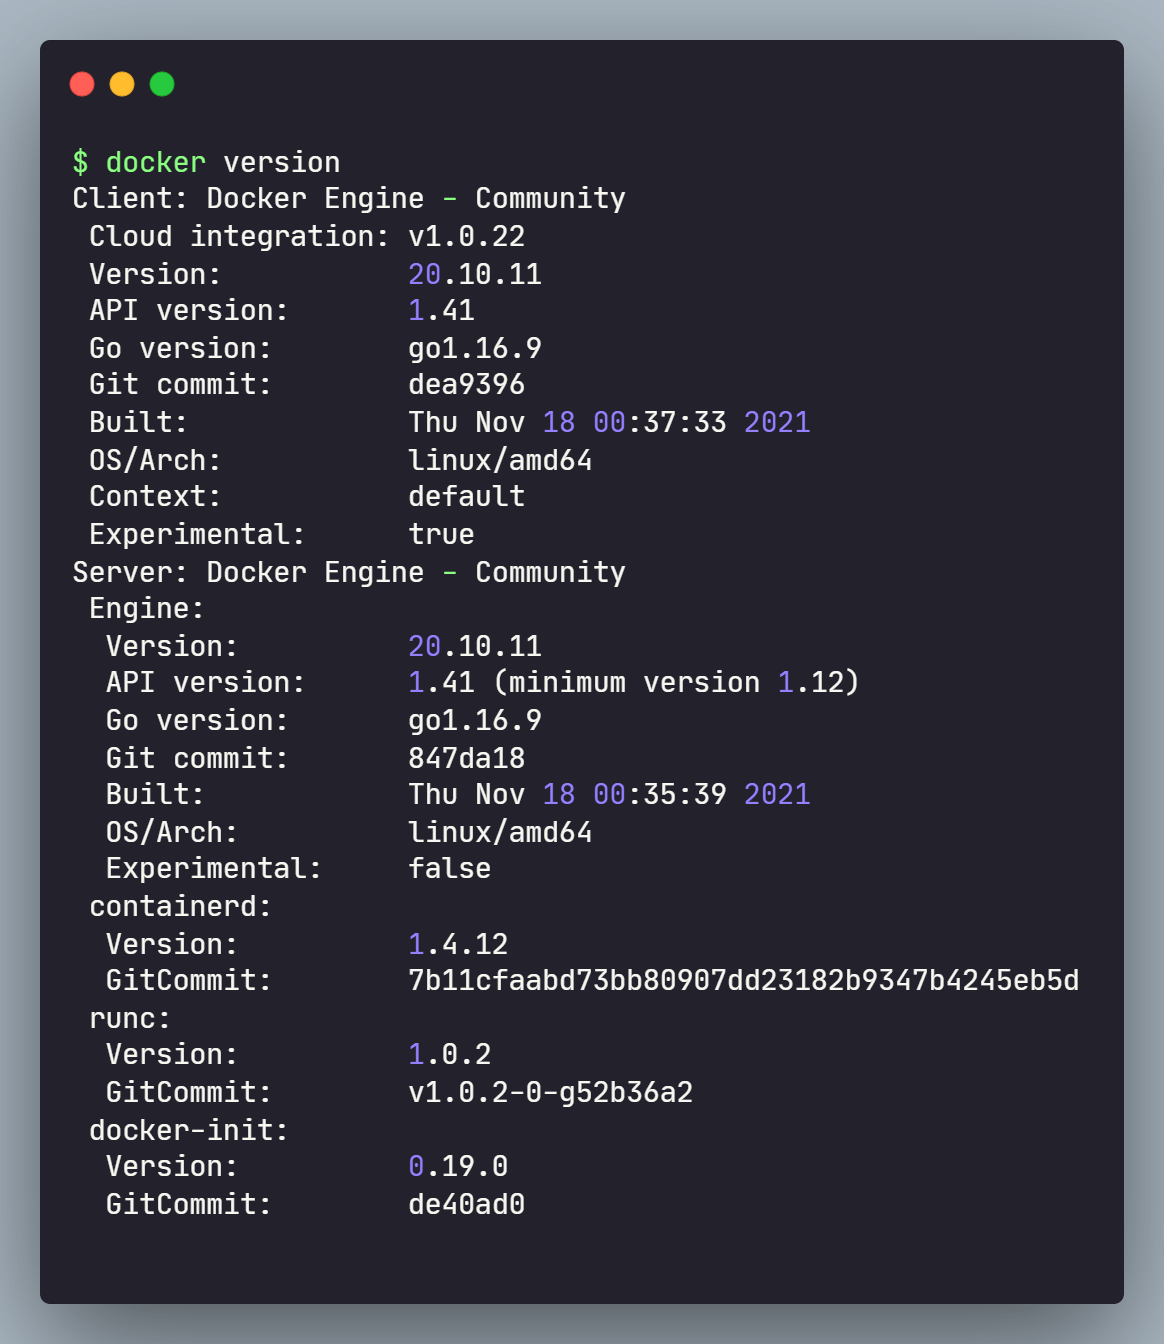 $ docker version
Client: Docker Engine - Community
 Cloud integration: v1.0.22
 Version:           20.10.11
 API version:       1.41
 Go version:        go1.16.9
 Git commit:        dea9396
 Built:             Thu Nov 18 00:37:33 2021
 OS/Arch:           linux/amd64
 Context:           default
 Experimental:      true
Server: Docker Engine - Community
 Engine:
  Version:          20.10.11
  API version:      1.41 (minimum version 1.12)
  Go version:       go1.16.9
  Git commit:       847da18
  Built:            Thu Nov 18 00:35:39 2021
  OS/Arch:          linux/amd64
  Experimental:     false
 containerd:
  Version:          1.4.12
  GitCommit:        7b11cfaabd73bb80907dd23182b9347b4245eb5d
 runc:
  Version:          1.0.2
  GitCommit:        v1.0.2-0-g52b36a2
 docker-init:
  Version:          0.19.0
  GitCommit:        de40ad0